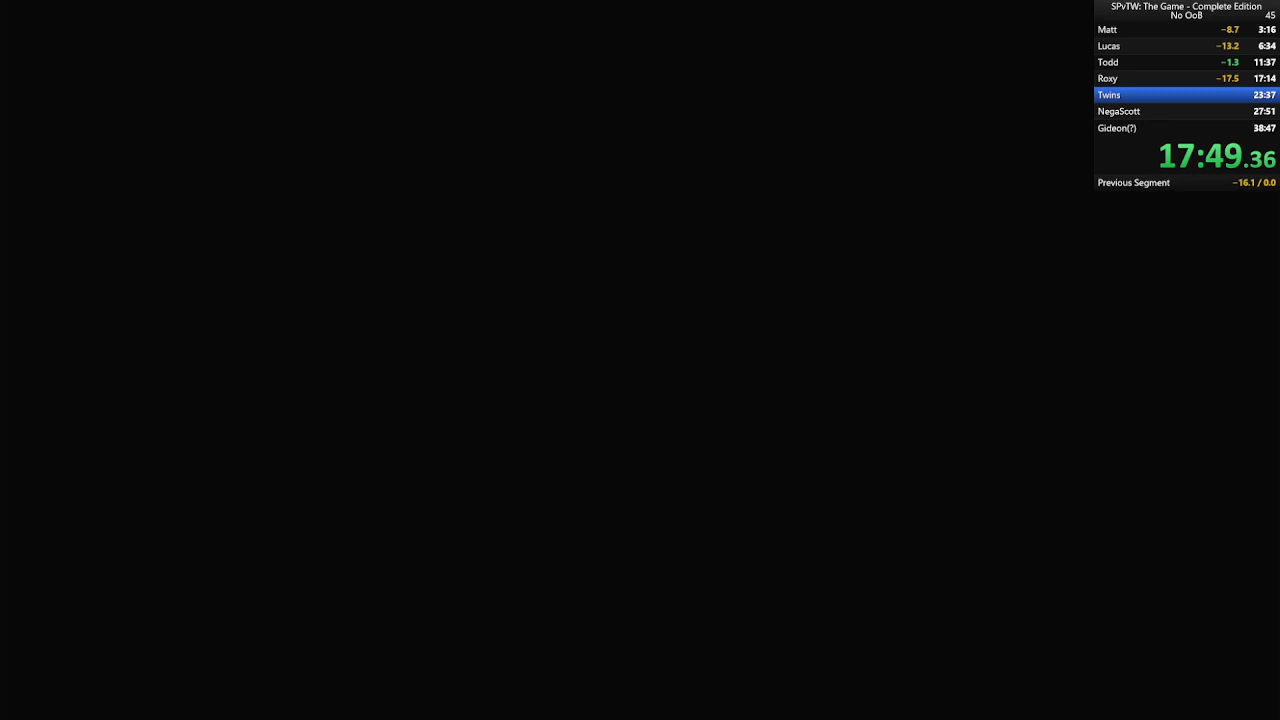 SPvTW: The Game - Complete Edition
No OoB 45
Matt −8.7 3:16
Lucas −13.2 6:34
Todd −1.3 11:37
Roxy −17.5 17:14
Twins 23:37
NegaScott 27:51
Gideon(?) 38:47
17:49.36
Previous Segment −16.1 / 0.0